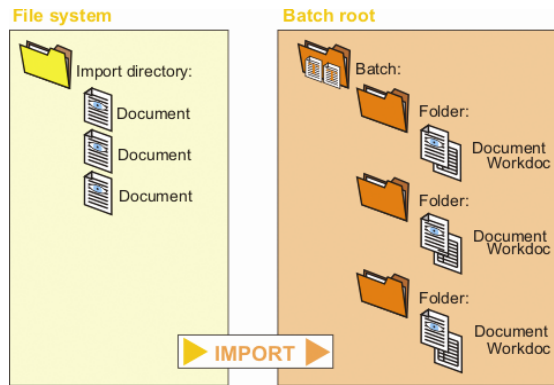 File system
Import directory:
Document
Document
Document
Batch root
Batch:
Folder:
Document
Workdoc
Folder:
Document
Workdoc
Folder:
Document
Workdoc
IMPORT